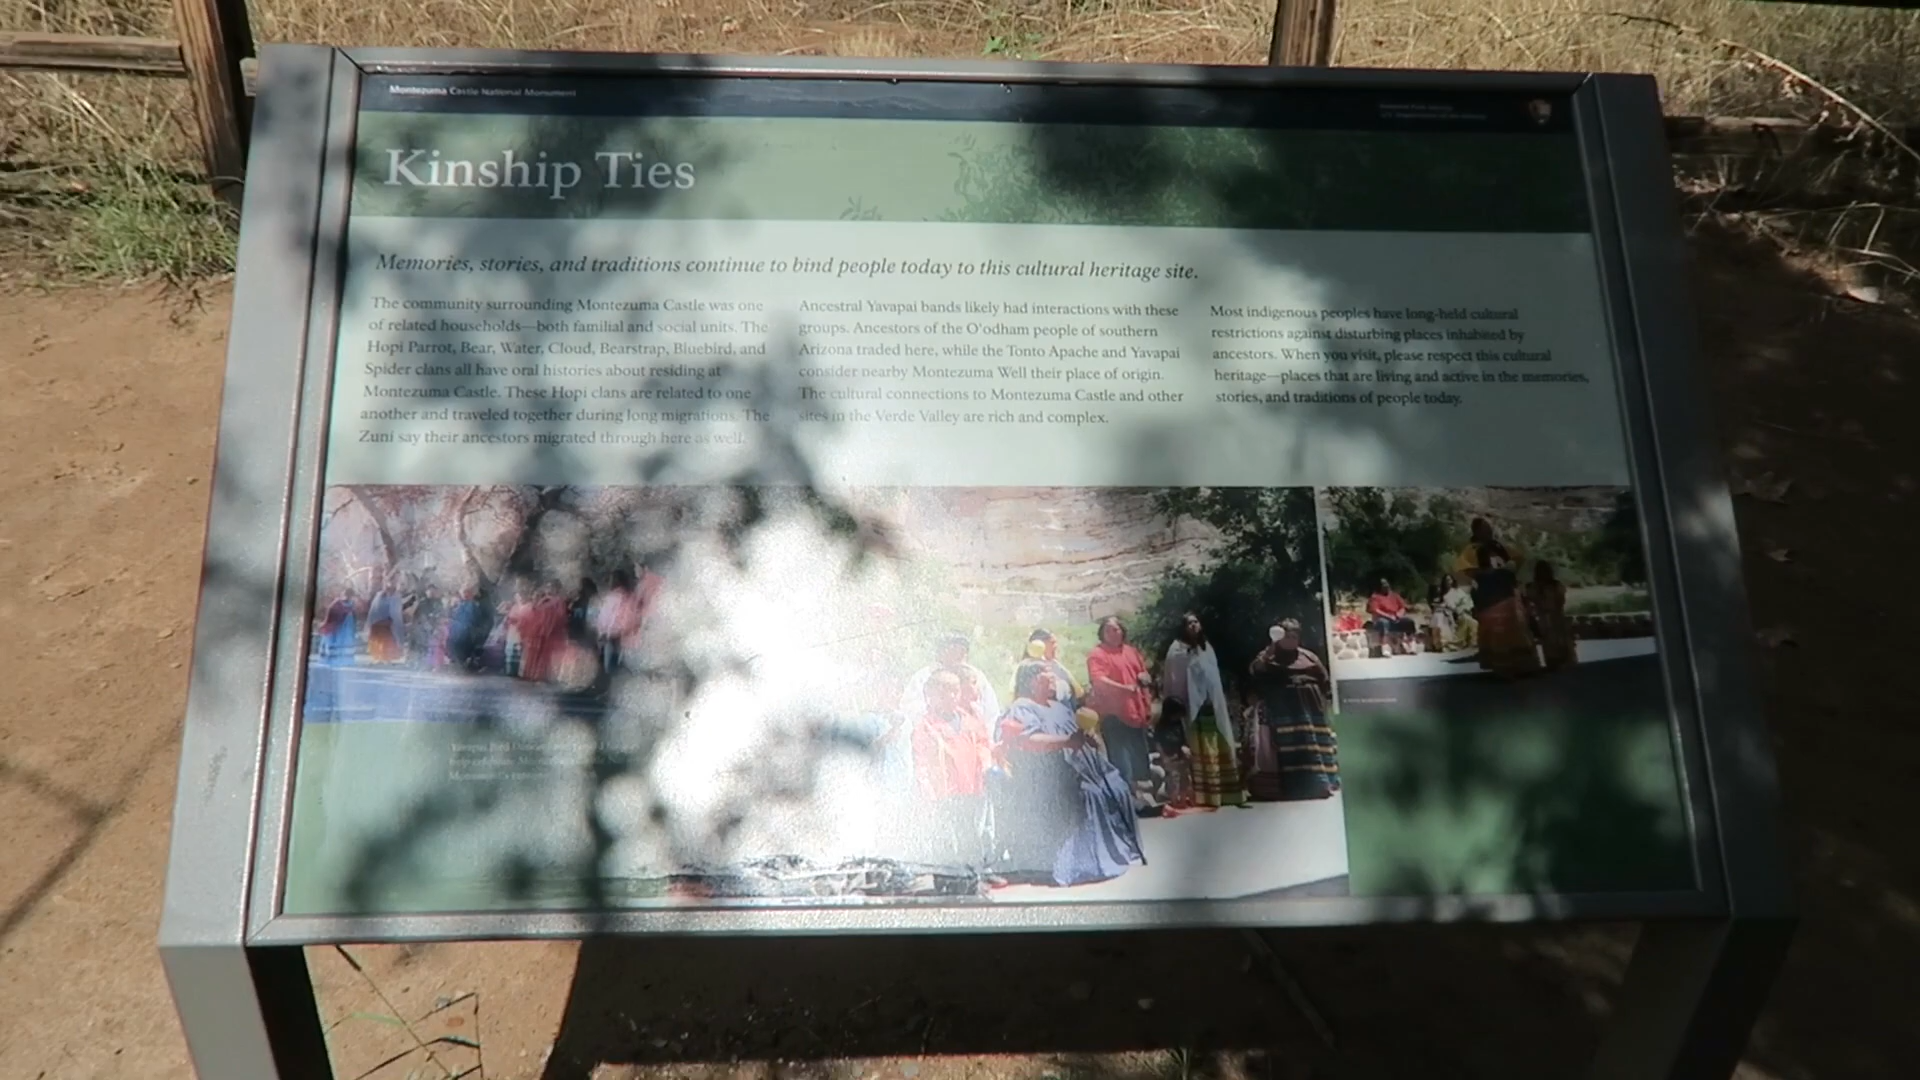 Montezuma Castle National Monument
Kinship Ties
Memories, stories, and traditions continue to bind people today to this cultural heritage site.
The community surrounding Montezuma Castle was one
of related households—both familial and social units. The
Hopi Parrot, Bear, Water, Cloud, Bearstrap, Bluebird, and
Spider clans all have oral histories about residing at
Montezuma Castle. These Hopi clans are related to one
another and traveled together during long migrations. The
Zuni say their ancestors migrated through here as well.
Ancestral Yavapai bands likely had interactions with these
groups. Ancestors of the O'odham people of southern
Arizona traded here, while the Tonto Apache and Yavapai
consider nearby Montezuma Well their place of origin.
The cultural connections to Montezuma Castle and other
sites in the Verde Valley are rich and complex.
Most indigenous peoples have long-held cultural
restrictions against disturbing places inhabited by
ancestors. When you visit, please respect this cultural
heritage—places that are living and active in the memories,
stories, and traditions of people today.